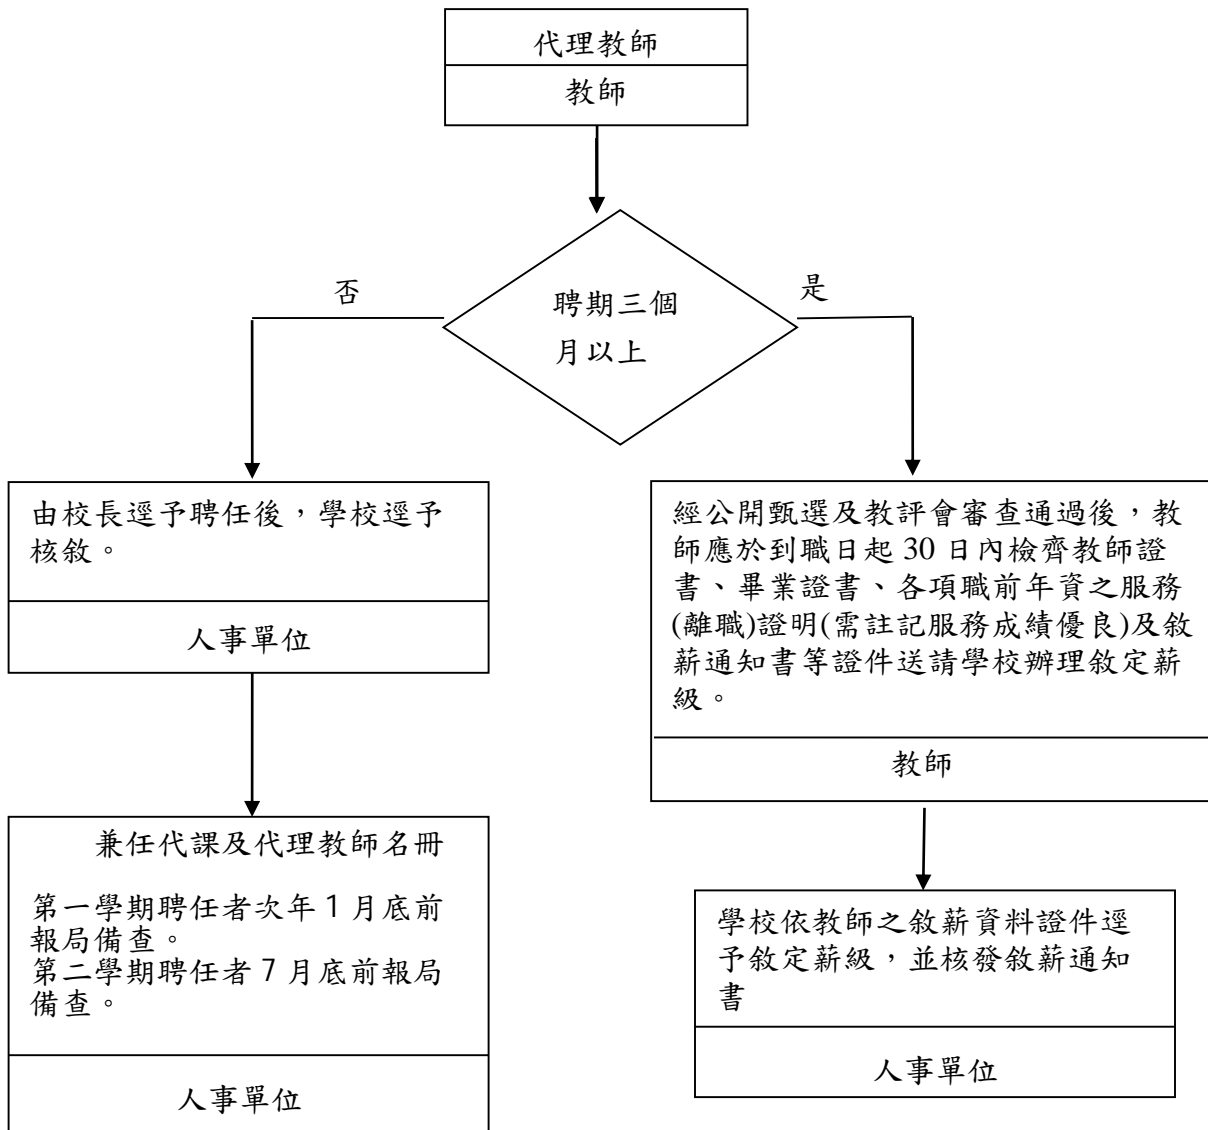 代理教師
教師
否
是
聘期三個
月以上
由校長逕予聘任後，學校逕予
核敘。
人事單位
經公開甄選及教評會審查通過後，教
師應於到職日起 30 日內檢齊教師證
書、畢業證書、各項職前年資之服務
(離職)證明(需註記服務成績優良)及敘
薪通知書等證件送請學校辦理敘定薪
級。
教師
兼任代課及代理教師名冊
第一學期聘任者次年 1 月底前
報局備查。
第二學期聘任者 7 月底前報局
備查。
人事單位
學校依教師之敘薪資料證件逕
予敘定薪級，並核發敘薪通知
書
人事單位